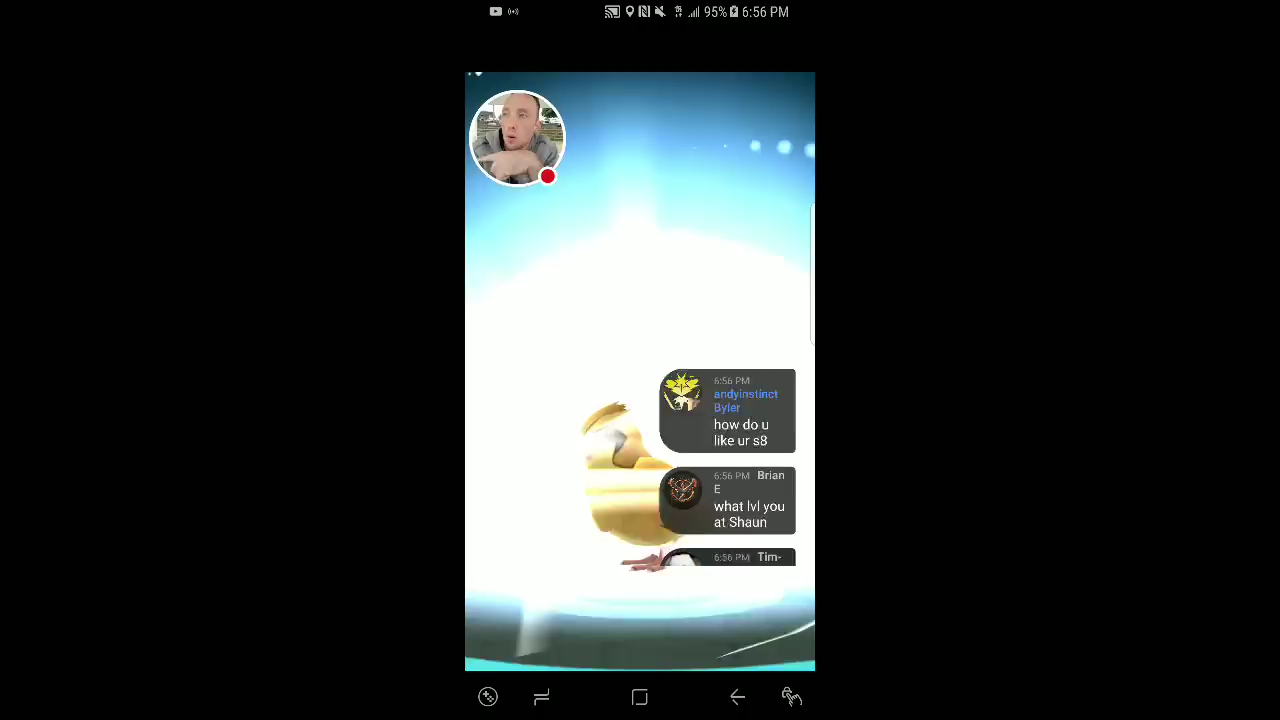 95% 6:56 PM
6:56 PM
andyinstinct
Byler
how do u
like ur s8
6:56 PM Brian
E
what lvl you
at Shaun
6:56 PM Tim-